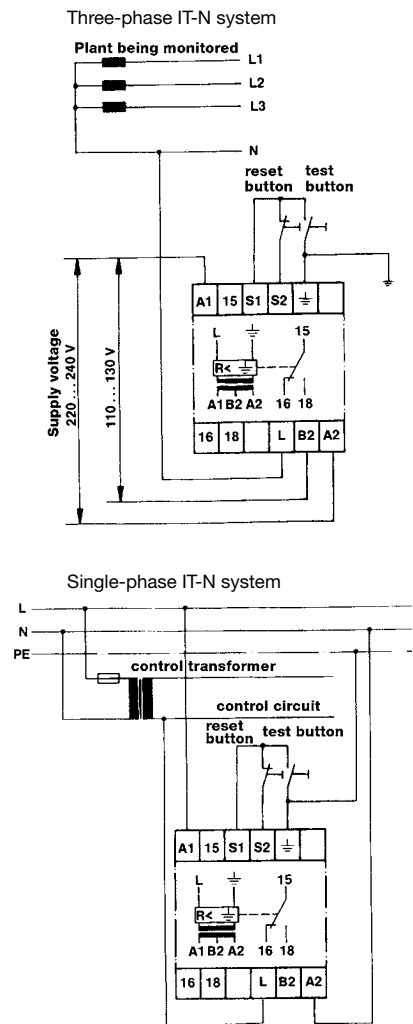 Three-phase IT-N system
Plant being monitored
L1
L2
L3
N
reset button
test button
Supply voltage
220 ... 240 V
110 ... 130 V
A1 15 S1 S2
L 15
R<
A1 B2 A2 16 18
16 18 L B2 A2
Single-phase IT-N system
L
N
PE
control transformer
control circuit
reset button
test button
A1 15 S1 S2
L 15
R<
A1 B2 A2 16 18
16 18 L B2 A2